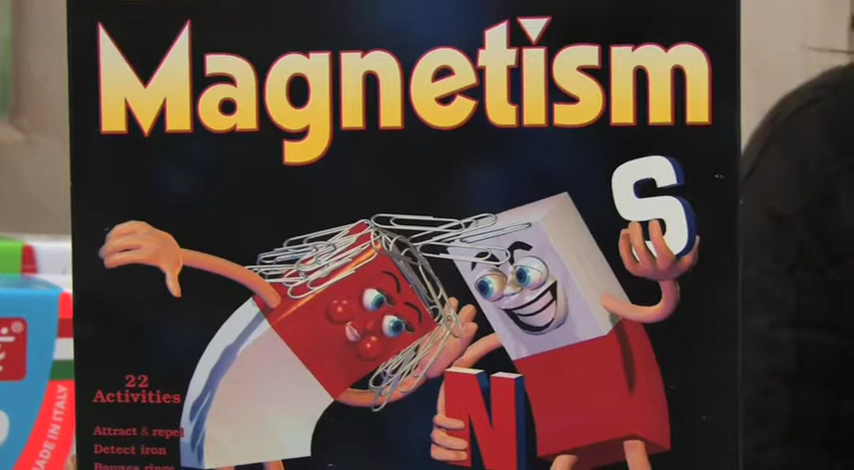 Magnetism
S
N
22
Activities
Attract & repel
Detect iron
MADE IN ITALY